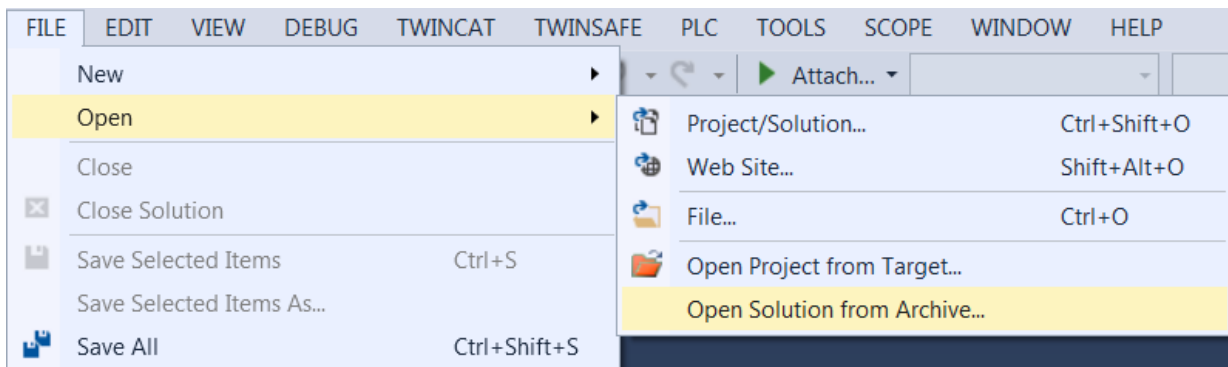 FILE EDIT VIEW DEBUG TWINCAT TWINSAFE PLC TOOLS SCOPE WINDOW HELP
New
Attach...
Open
Project/Solution... Ctrl+Shift+O
Close
Web Site... Shift+Alt+O
Close Solution
File... Ctrl+O
Save Selected Items Ctrl+S
Open Project from Target...
Save Selected Items As...
Open Solution from Archive...
Save All Ctrl+Shift+S